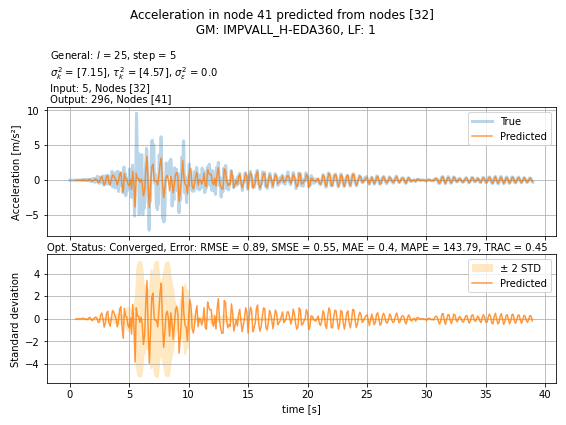 Acceleration in node 41 predicted from nodes [32]
GM: IMPVALL_H-EDA360, LF: 1
General: l = 25, step = 5
σ²ₖ = [7.15], τ²ₖ = [4.57], σ²ε = 0.0
Input: 5, Nodes [32]
Output: 296, Nodes [41]
Acceleration [m/s²]
10
5
0
−5
True
Predicted
Opt. Status: Converged, Error: RMSE = 0.89, SMSE = 0.55, MAE = 0.4, MAPE = 143.79, TRAC = 0.45
Standard deviation
4
2
0
−2
−4
± 2 STD
Predicted
0 5 10 15 20 25 30 35 40
time [s]